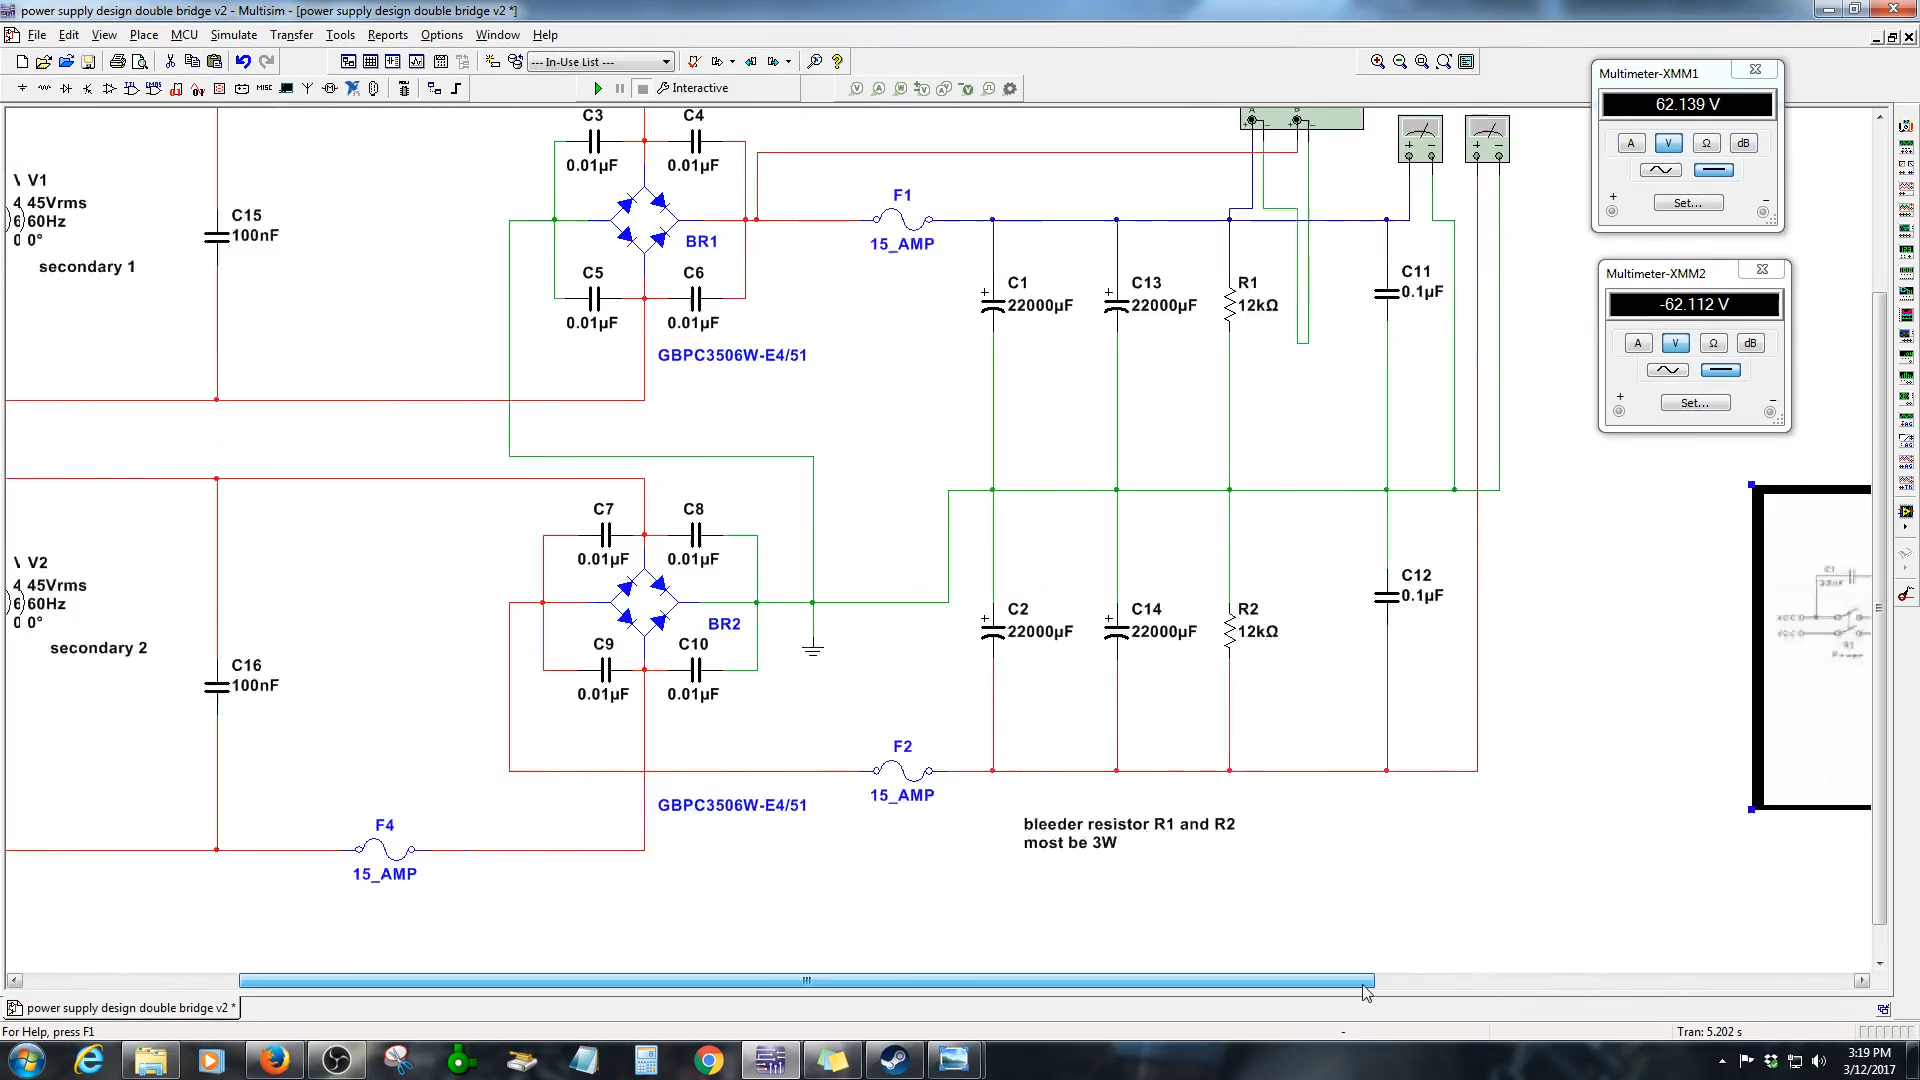 power supply design double bridge v2 - Multisim - [power supply design double bridge v2 *]
File Edit View Place MCU Simulate Transfer Tools Reports Options Window Help
--- In-Use List ---
MISC
Interactive
Multimeter-XMM1
62.139 V
A V Ω dB
+ Set... −
Multimeter-XMM2
-62.112 V
A V Ω dB
+ Set... −
A B
C3 C4
0.01µF 0.01µF
V1
45Vrms
60Hz
0°
secondary 1
C15
100nF
BR1
C5 C6
0.01µF 0.01µF
GBPC3506W-E4/51
F1
15_AMP
C1
22000µF
C13
22000µF
R1
12kΩ
C11
0.1µF
V2
45Vrms
60Hz
0°
secondary 2
C16
100nF
C7 C8
0.01µF 0.01µF
BR2
C9 C10
0.01µF 0.01µF
GBPC3506W-E4/51
C2
22000µF
C14
22000µF
R2
12kΩ
C12
0.1µF
F2
15_AMP
F4
15_AMP
bleeder resistor R1 and R2
most be 3W
power supply design double bridge v2 *
For Help, press F1
-
Tran: 5.202 s
3:19 PM
3/12/2017